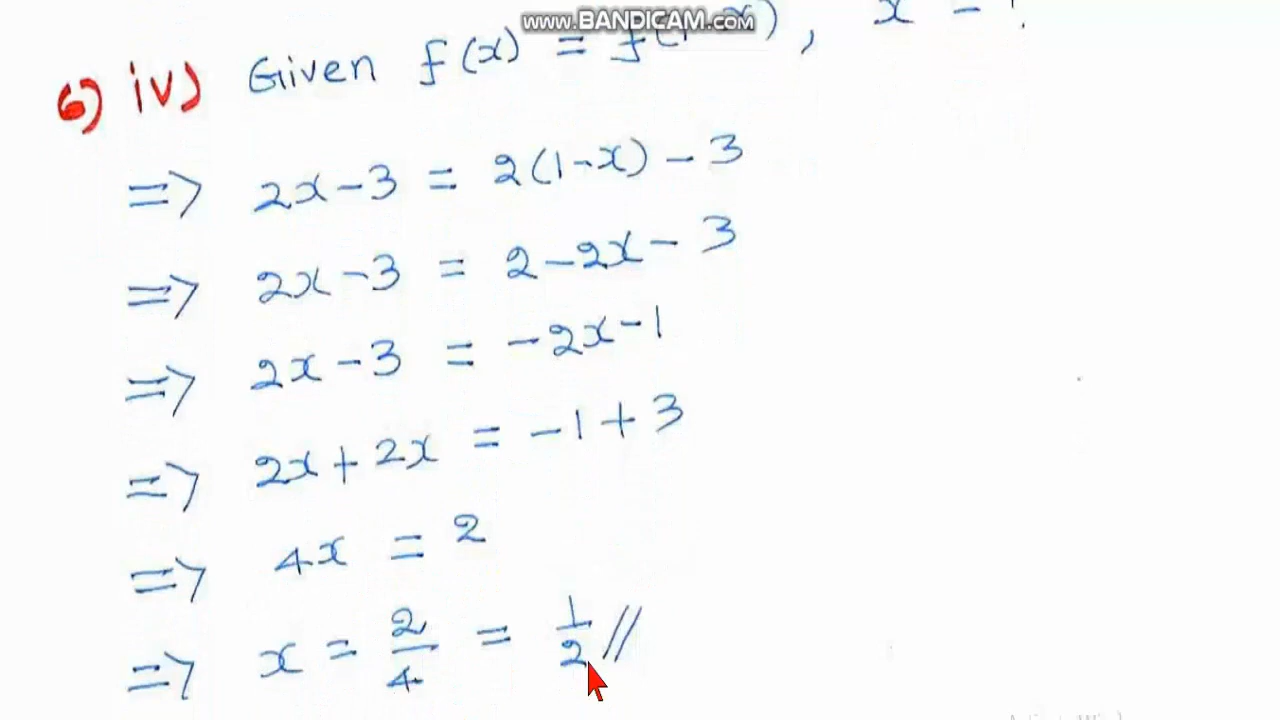 www.BANDICAM.com
6) iv) Given f(x) = f(1-x), x = ?
=> 2x-3 = 2(1-x)-3
=> 2x-3 = 2-2x-3
=> 2x-3 = -2x-1
=> 2x+2x = -1+3
=> 4x = 2
=> x = 2/4 = 1/2 //